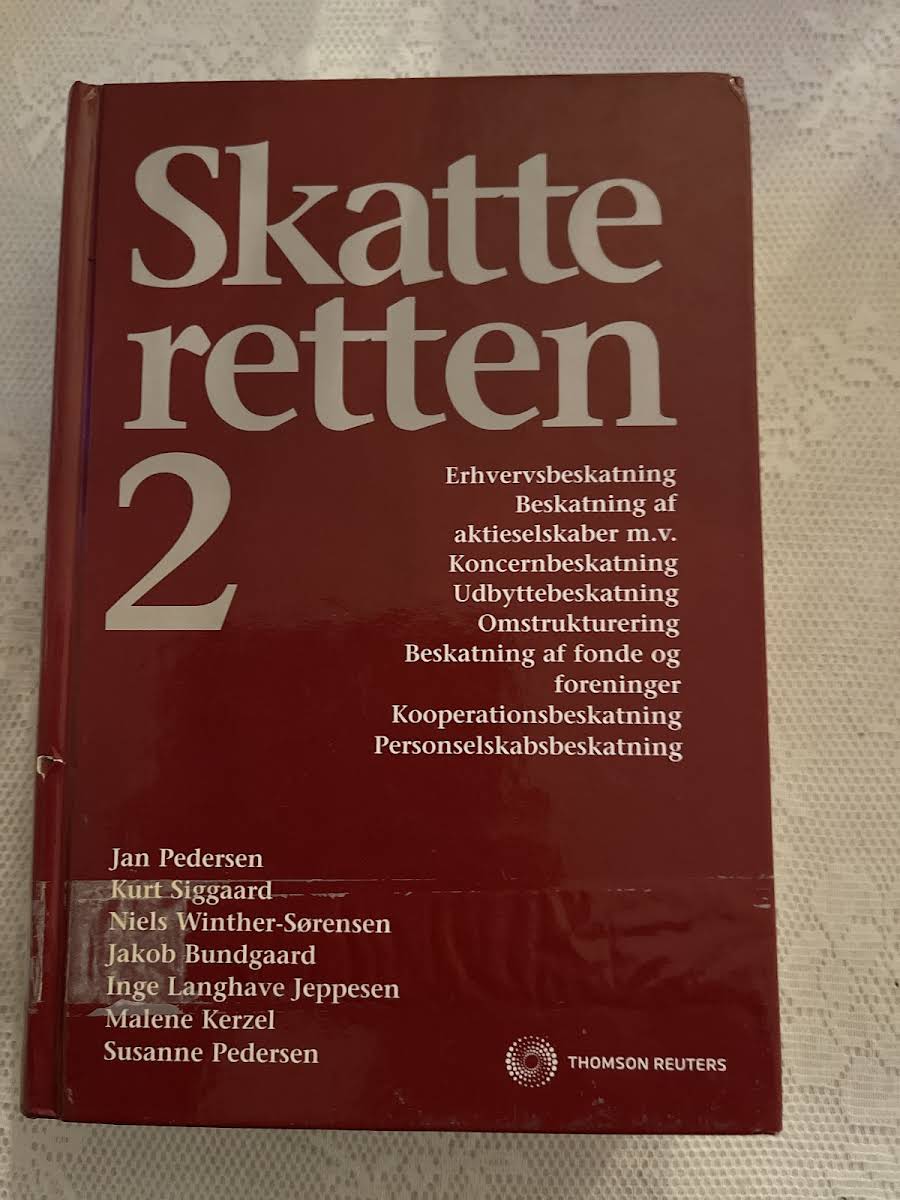 Skatte
retten
2
Erhvervsbeskatning
Beskatning af
aktieselskaber m.v.
Koncernbeskatning
Udbyttebeskatning
Omstrukturering
Beskatning af fonde og
foreninger
Kooperationsbeskatning
Personselskabsbeskatning
Jan Pedersen
Kurt Siggaard
Niels Winther-Sørensen
Jakob Bundgaard
Inge Langhave Jeppesen
Malene Kerzel
Susanne Pedersen
THOMSON REUTERS